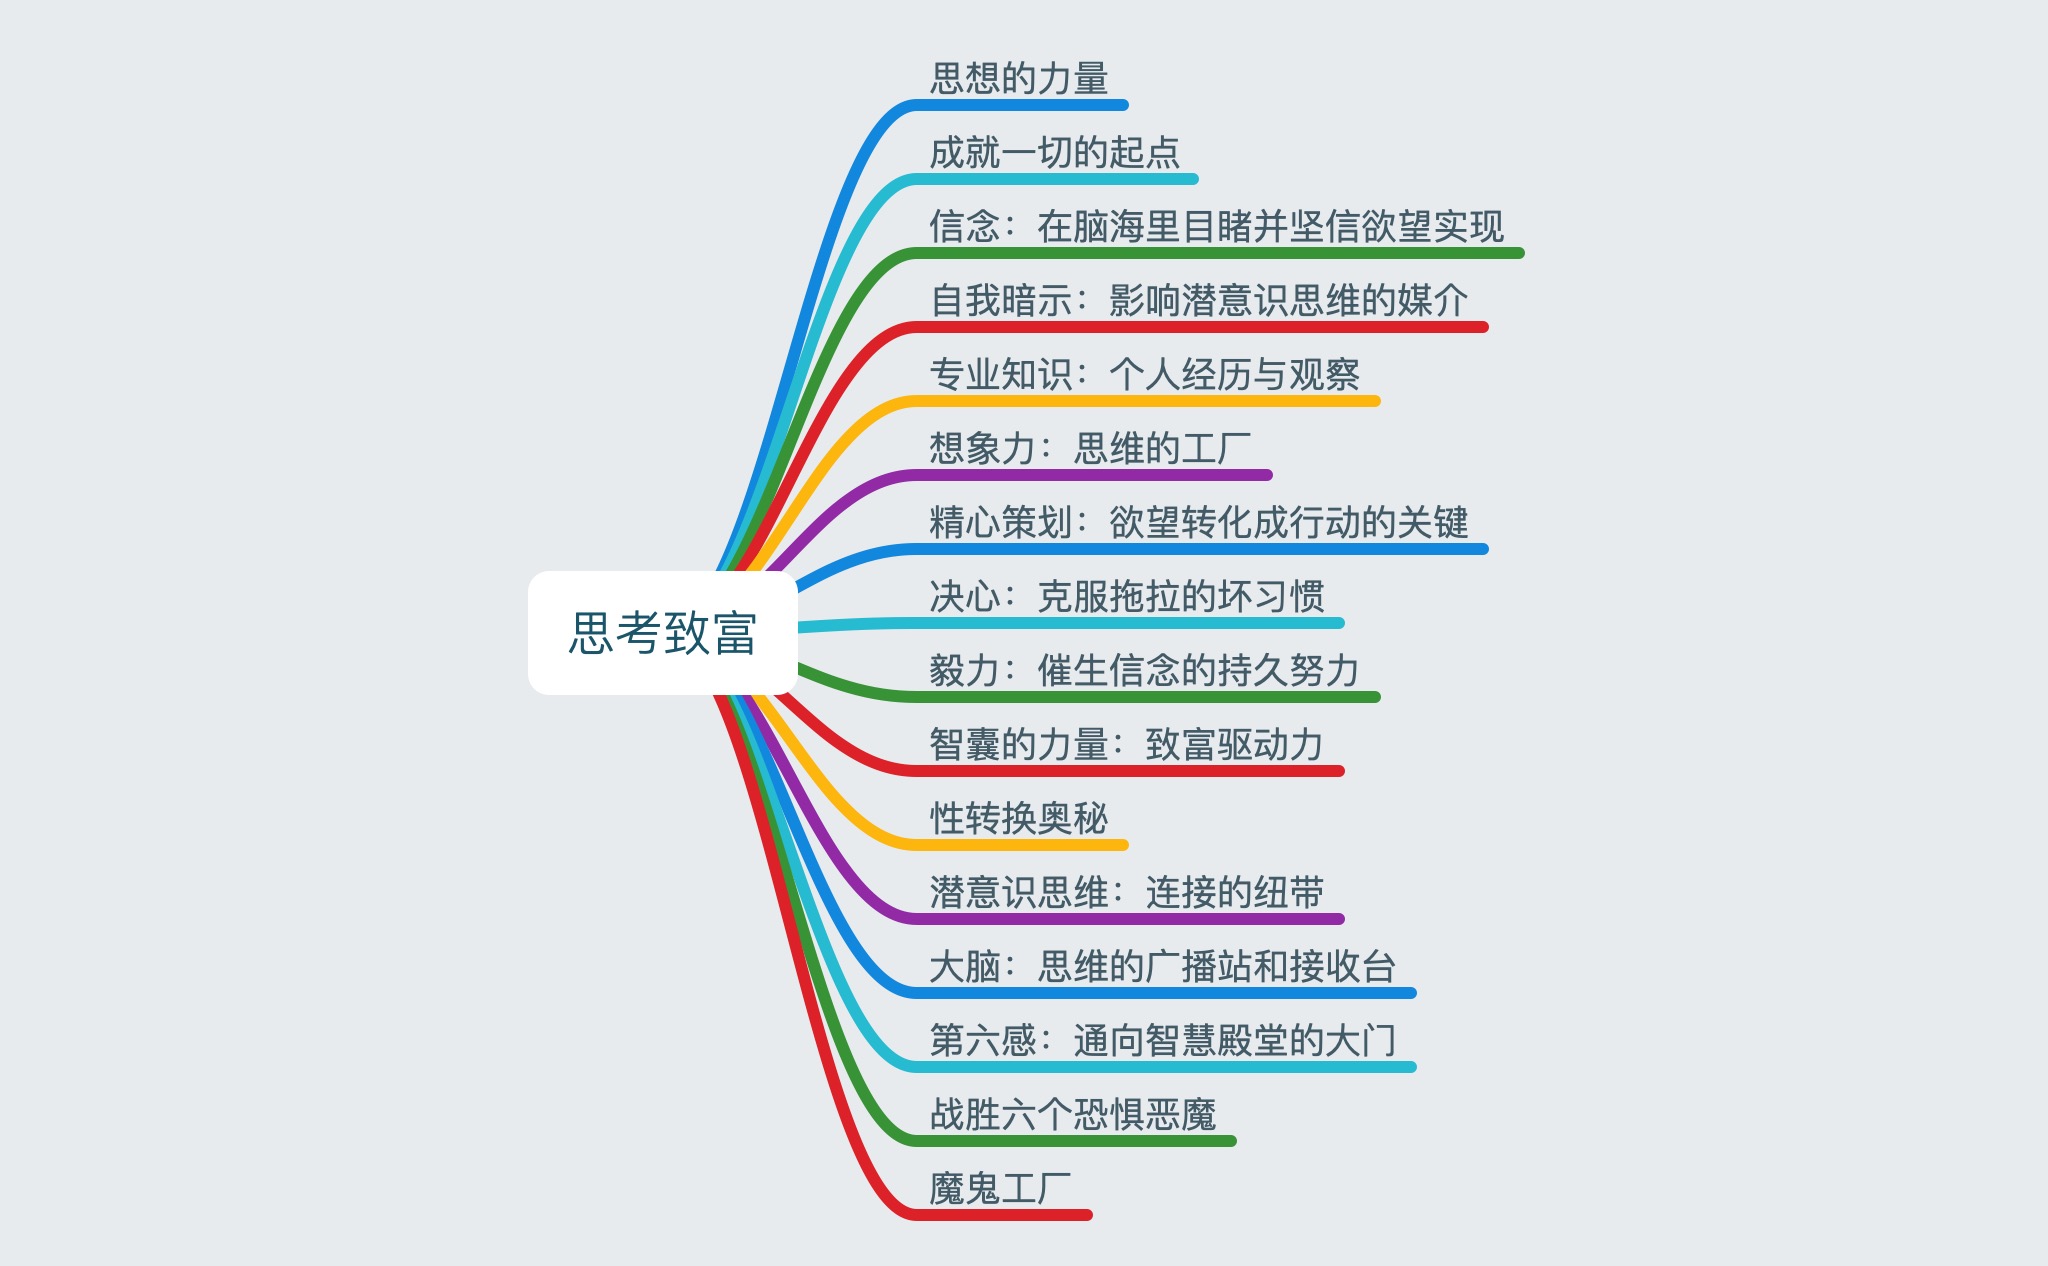 思想的力量
成就一切的起点
信念：在脑海里目睹并坚信欲望实现
自我暗示：影响潜意识思维的媒介
专业知识：个人经历与观察
想象力：思维的工厂
精心策划：欲望转化成行动的关键
思考致富
决心：克服拖拉的坏习惯
毅力：催生信念的持久努力
智囊的力量：致富驱动力
性转换奥秘
潜意识思维：连接的纽带
大脑：思维的广播站和接收台
第六感：通向智慧殿堂的大门
战胜六个恐惧恶魔
魔鬼工厂